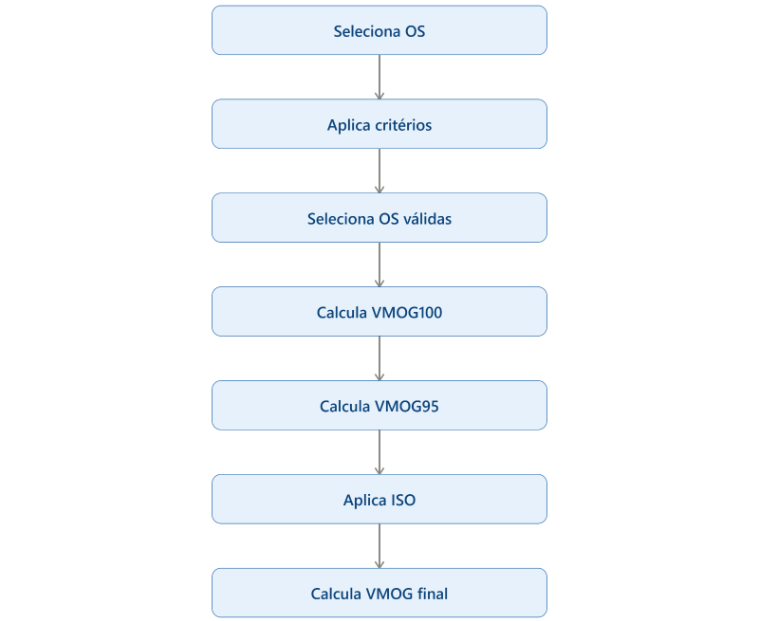 Seleciona OS
Aplica critérios
Seleciona OS válidas
Calcula VMOG100
Calcula VMOG95
Aplica ISO
Calcula VMOG final